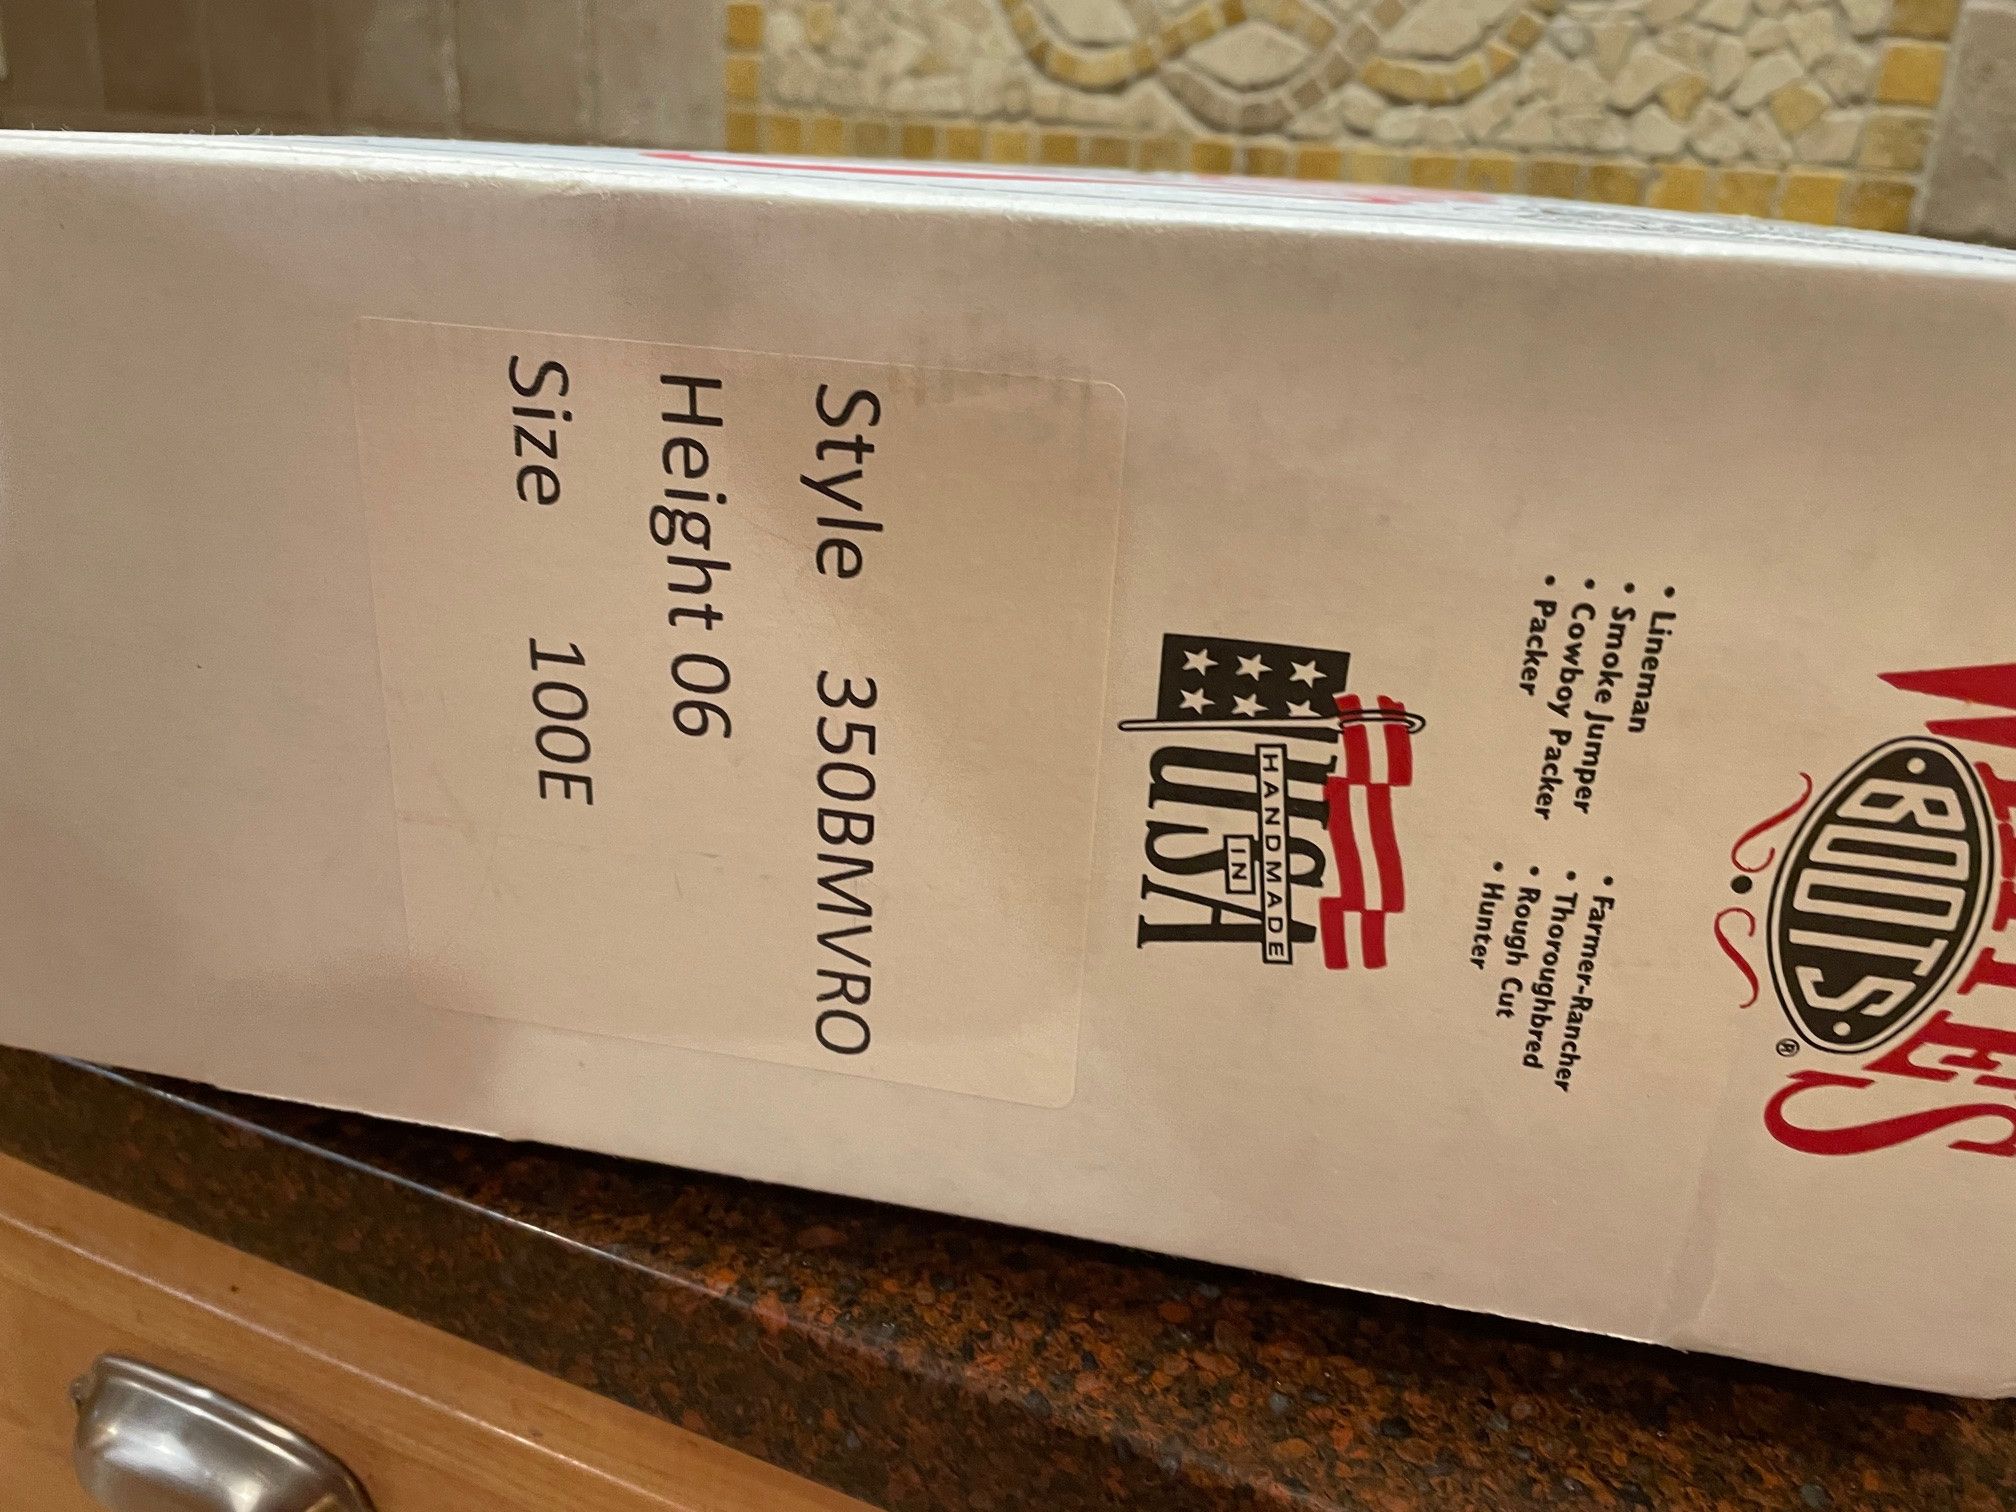 WHITE'S
BOOTS®
• Lineman
• Smoke Jumper
• Cowboy Packer
• Packer
• Farmer-Rancher
• Thoroughbred
• Rough Cut
• Hunter
HANDMADE
IN
USA
Style 350BMVRO
Height 06
Size 100E